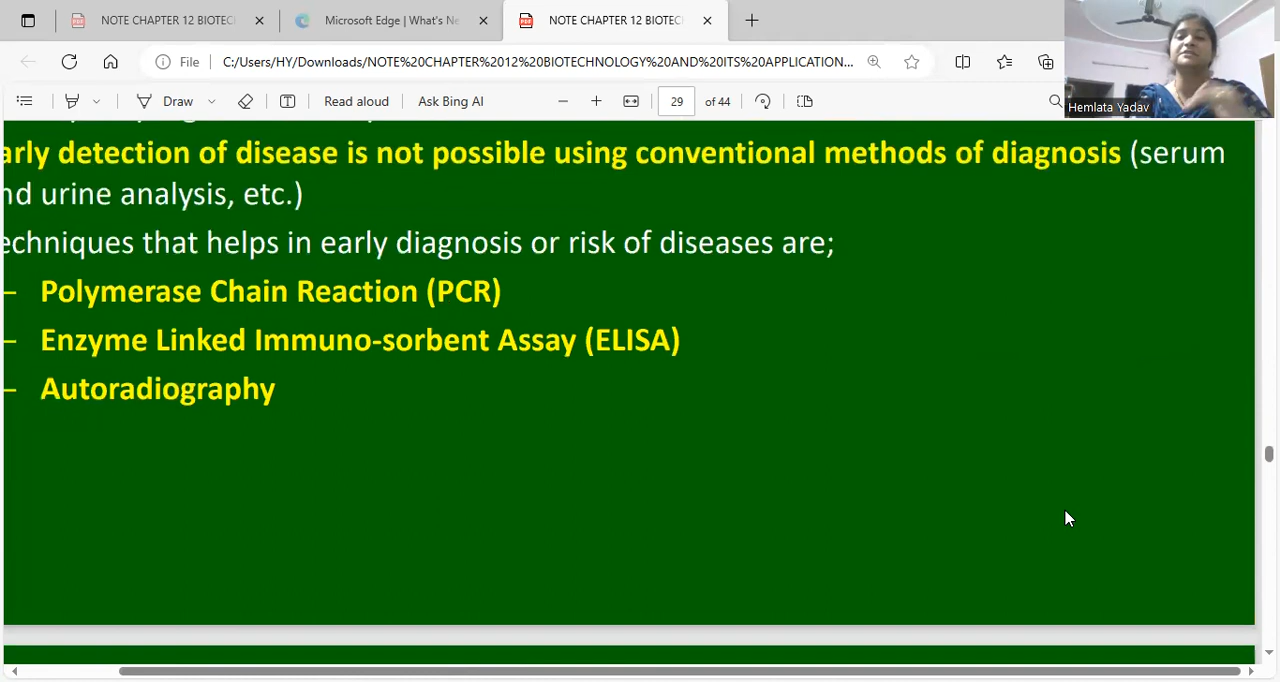 NOTE CHAPTER 12 BIOTEC
Microsoft Edge | What's Ne
NOTE CHAPTER 12 BIOTEC
File
C:/Users/HY/Downloads/NOTE%20CHAPTER%2012%20BIOTECHNOLOGY%20AND%20ITS%20APPLICATION...
Draw
Read aloud
Ask Bing AI
29 of 44
Hemlata Yadav
arly detection of disease is not possible using conventional methods of diagnosis (serum
nd urine analysis, etc.)
echniques that helps in early diagnosis or risk of diseases are;
– Polymerase Chain Reaction (PCR)
– Enzyme Linked Immuno-sorbent Assay (ELISA)
– Autoradiography